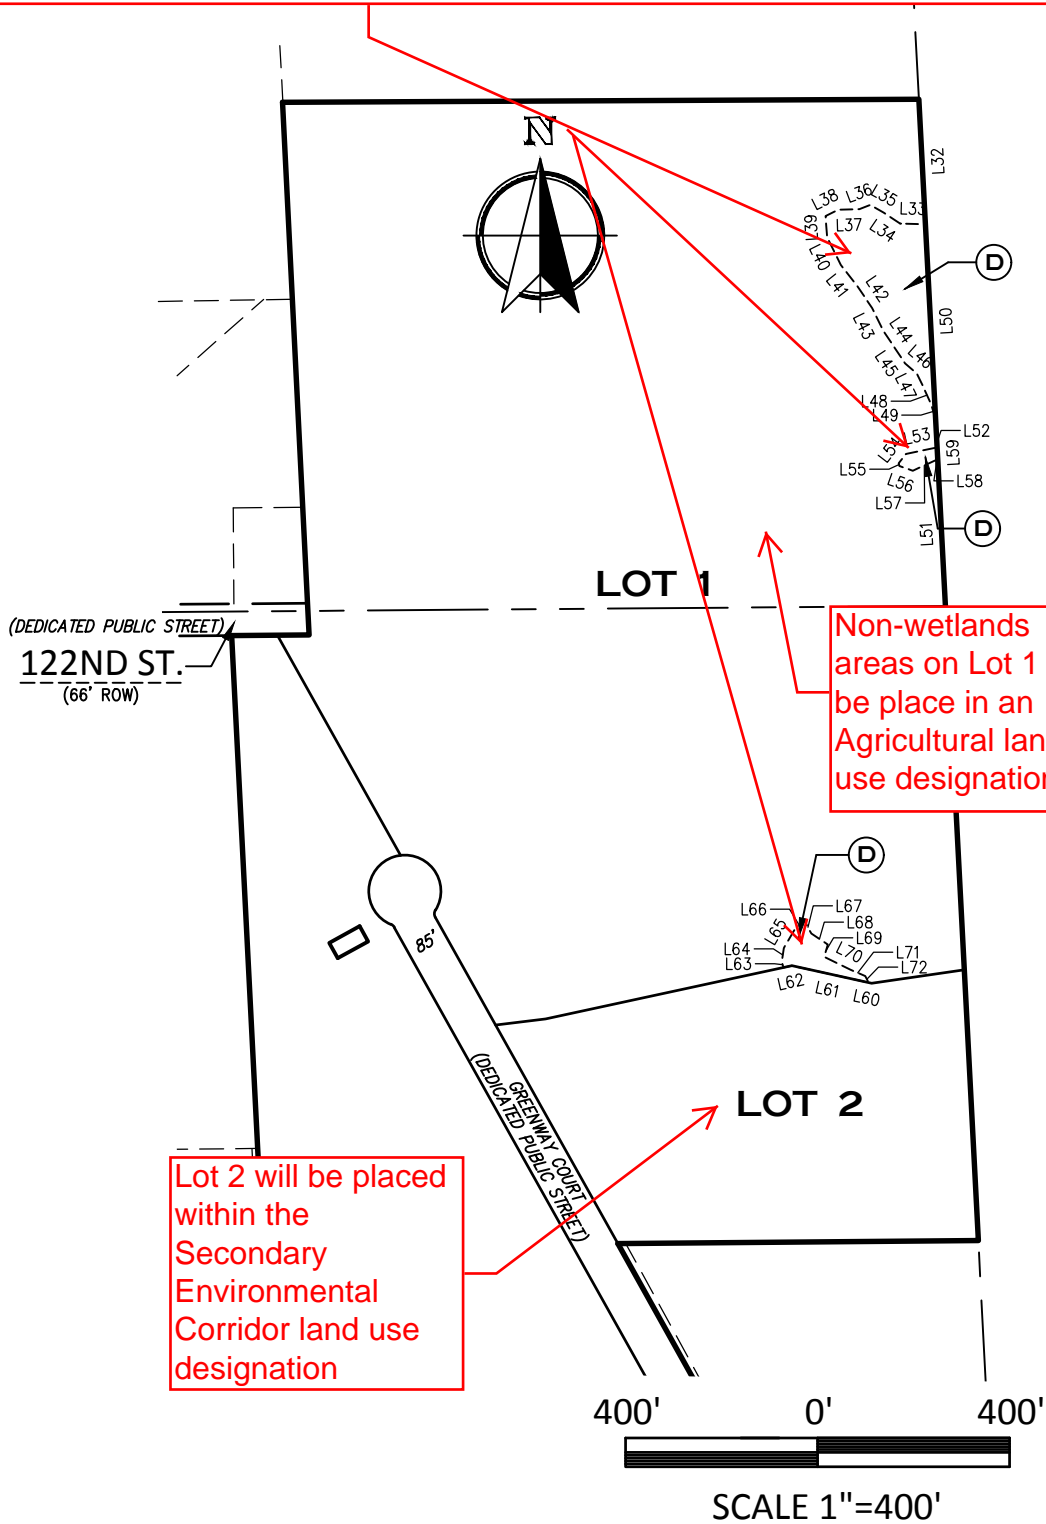 N
L32
L38
L36
L35
L33
L39
L37
L34
L40
D
L41
L42
L43
L50
L44
L46
L45
L47
L48
L49
L53
L52
L54
L59
L55
L56
L58
L57
L51
D
LOT 1
(DEDICATED PUBLIC STREET)
122ND ST.
(66' ROW)
Non-wetlands
areas on Lot 1
be place in an
Agricultural lan
use designation
D
L66
L67
L68
L65
L69
L64
L70
L71
L63
L72
L62
L61
L60
85'
GREENWAY COURT
(DEDICATED PUBLIC STREET)
LOT 2
Lot 2 will be placed
within the
Secondary
Environmental
Corridor land use
designation
400' 0' 400'
SCALE 1"=400'